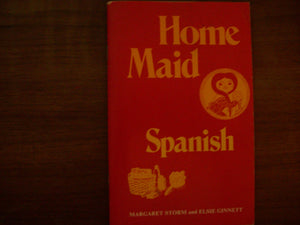 Home
Maid
Spanish
MARGARET STORM and ELSIE GINNETT